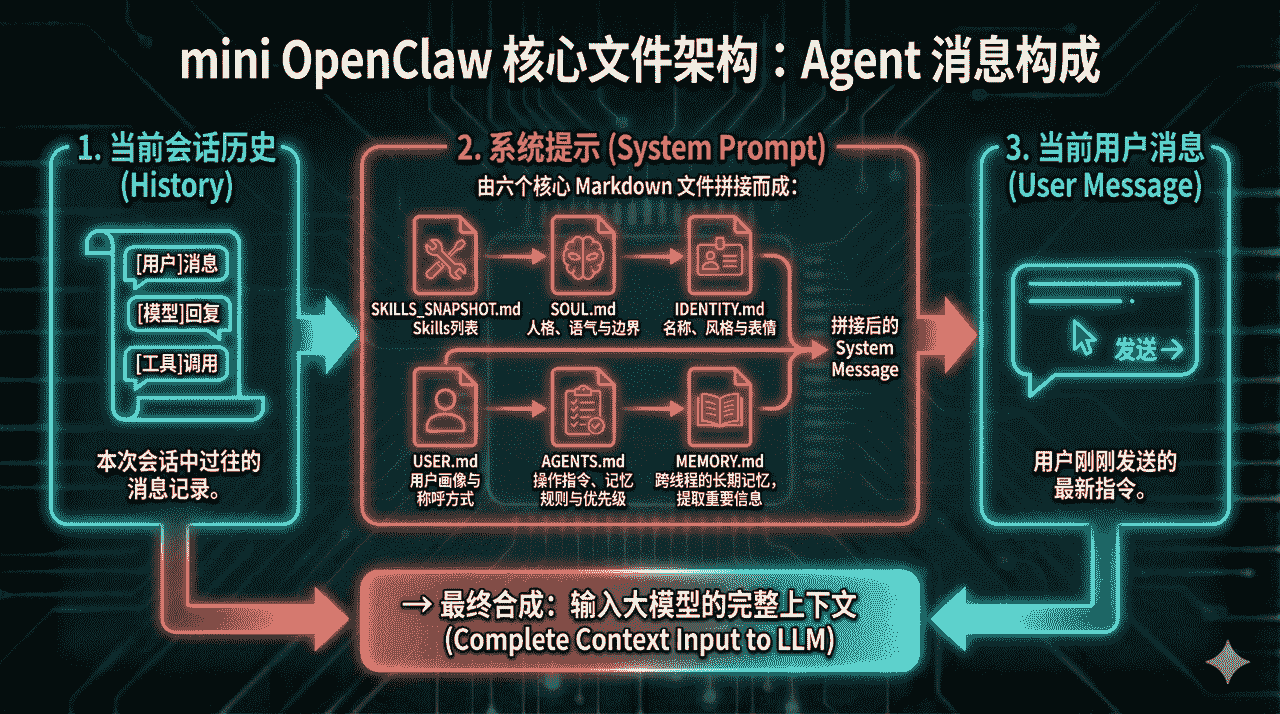 mini OpenClaw 核心文件架构：Agent 消息构成
1. 当前会话历史
(History)
[用户]消息
[模型]回复
[工具]调用
本次会话中过往的
消息记录。
2. 系统提示 (System Prompt)
由六个核心 Markdown 文件拼接而成：
SKILLS_SNAPSHOT.md
Skills列表
SOUL.md
人格、语气与边界
IDENTITY.md
名称、风格与表情
USER.md
用户画像与
称呼方式
AGENTS.md
操作指令、记忆
规则与优先级
MEMORY.md
跨线程的长期记忆，
提取重要信息
拼接后的
System
Message
3. 当前用户消息
(User Message)
发送→
用户刚刚发送的
最新指令。
→ 最终合成：输入大模型的完整上下文
(Complete Context Input to LLM)